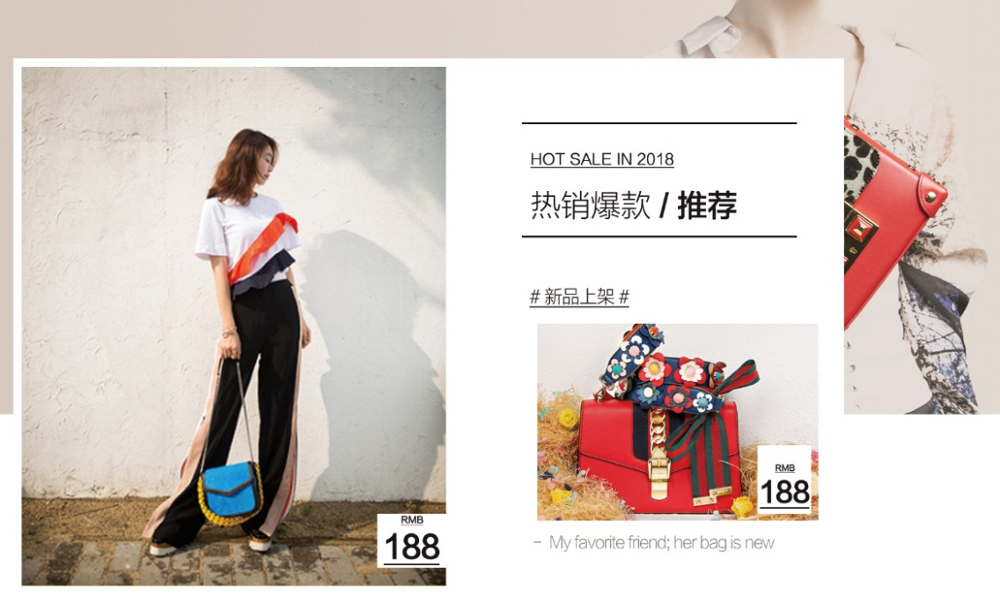 HOT SALE IN 2018
热销爆款 / 推荐
# 新品上架 #
RMB
188
RMB
188
– My favorite friend; her bag is new